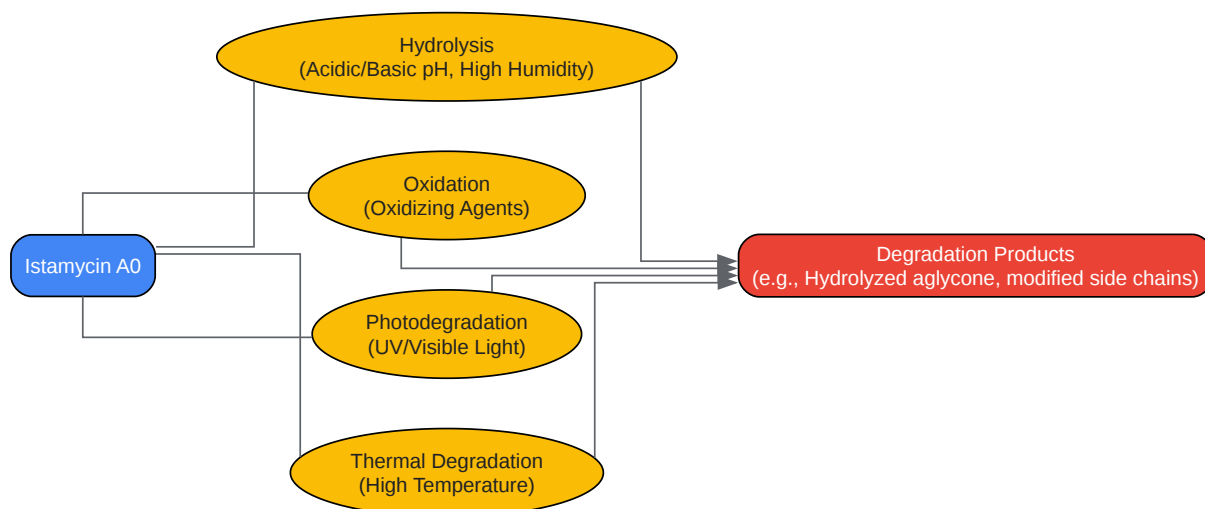 Hydrolysis
(Acidic/Basic pH, High Humidity)
Oxidation
(Oxidizing Agents)
Istamycin A0
Degradation Products
(e.g., Hydrolyzed aglycone, modified side chains)
Photodegradation
(UV/Visible Light)
Thermal Degradation
(High Temperature)